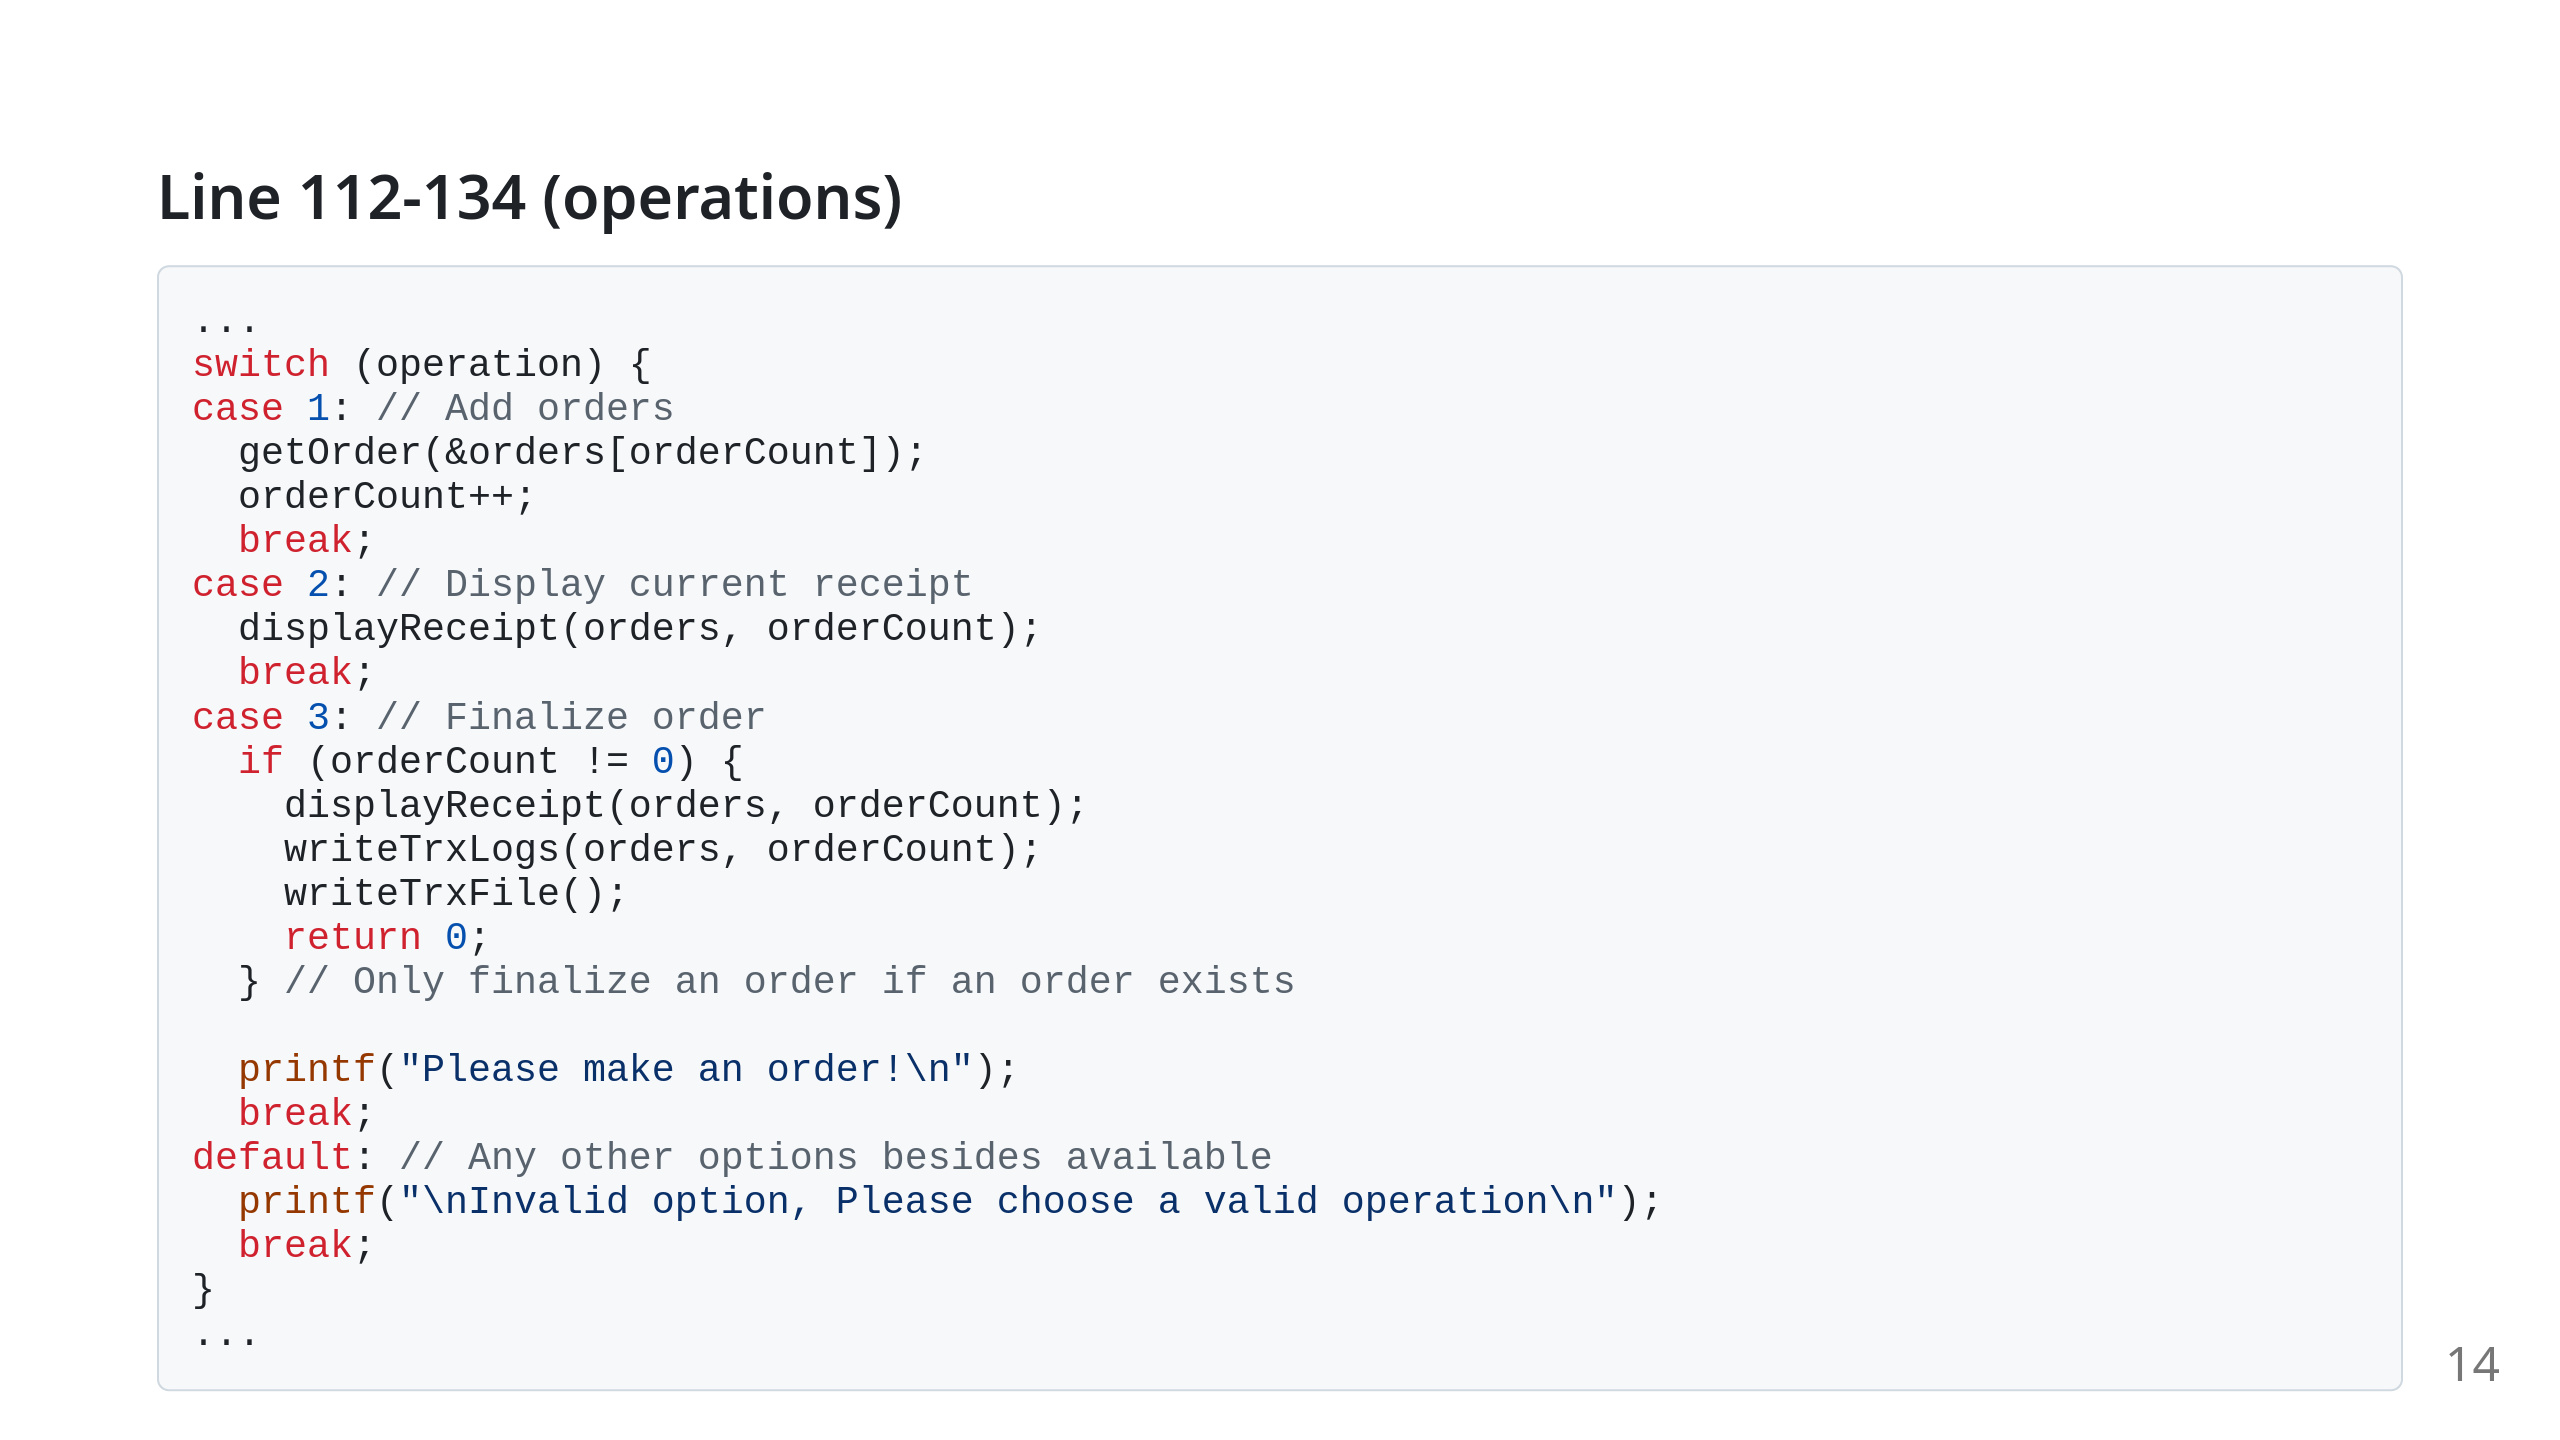 Line 112-134 (operations)
...
switch (operation) {
case 1: // Add orders
  getOrder(&orders[orderCount]);
  orderCount++;
  break;
case 2: // Display current receipt
  displayReceipt(orders, orderCount);
  break;
case 3: // Finalize order
  if (orderCount != 0) {
    displayReceipt(orders, orderCount);
    writeTrxLogs(orders, orderCount);
    writeTrxFile();
    return 0;
  } // Only finalize an order if an order exists

  printf("Please make an order!\n");
  break;
default: // Any other options besides available
  printf("\nInvalid option, Please choose a valid operation\n");
  break;
}
...
14